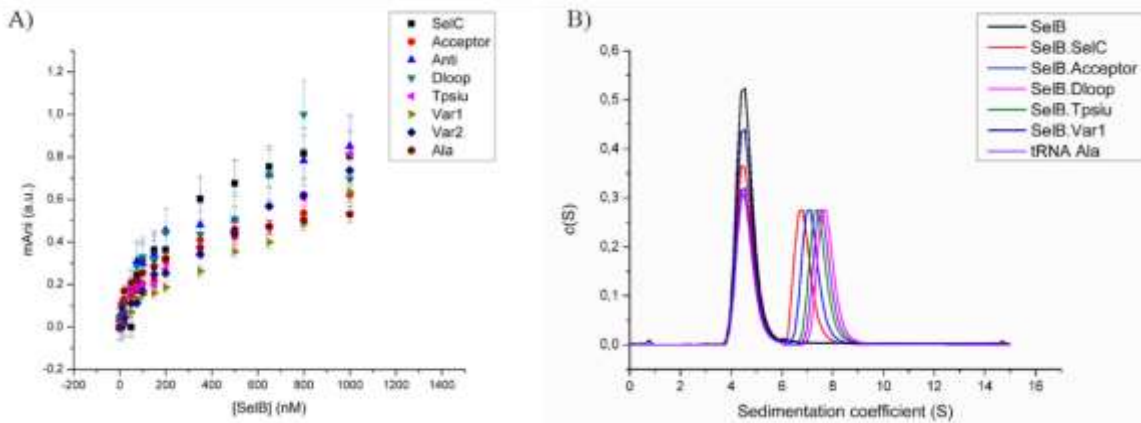 A)
SelC
Acceptor
Anti
Dloop
Tpsiu
Var1
Var2
Ala
mAni (a.u.)
1,2
1,0
0,8
0,6
0,4
0,2
0,0
-0,2
-200 0 200 400 600 800 1000 1200 1400
[SelB] (nM)
B)
SelB
SelB.SelC
SelB.Acceptor
SelB.Dloop
SelB.Tpsiu
SelB.Var1
tRNA Ala
c(S)
0,6
0,5
0,4
0,3
0,2
0,1
0,0
0 2 4 6 8 10 12 14 16
Sedimentation coefficient (S)